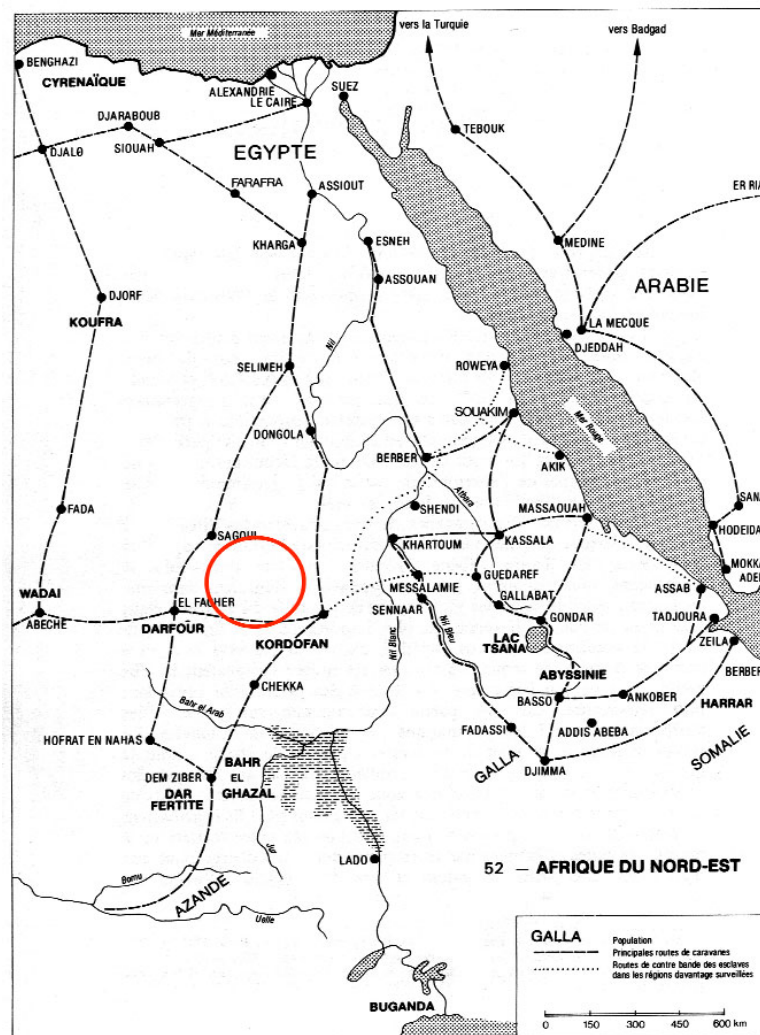 Mer Méditerranée
vers la Turquie
vers Badgad
BENGHAZI
CYRENAÏQUE
ALEXANDRIE
LE CAIRE
SUEZ
DJARABOUB
DJALO
SIOUAH
TEBOUK
EGYPTE
FARAFRA
ASSIOUT
ER RIA
KHARGA
ESNEH
MEDINE
ASSOUAN
DJORF
KOUFRA
ARABIE
LA MECQUE
DJEDDAH
Nil
SELIMEH
ROWEYA
SOUAKIM
Mer Rouge
DONGOLA
BERBER
AKIK
Atbara
FADA
SHENDI
MASSAOUAH
SANA
HODEIDA
SAGOUI
KHARTOUM
KASSALA
MOKKA
ADEN
WADAI
MESSALAMIE
GUEDAREF
ASSAB
ABECHE
EL FACHER
SENNAAR
GALLABAT
TADJOURA
DARFOUR
KORDOFAN
GONDAR
ZEILA
LAC
TSANA
Nil Blanc
Nil Bleu
BERBER
ABYSSINIE
CHEKKA
BASSO
ANKOBER
HARRAR
Bahr el Arab
FADASSI
ADDIS ABEBA
HOFRAT EN NAHAS
GALLA
SOMALIE
BAHR
EL
GHAZAL
DJIMMA
DEM ZIBER
DAR
FERTITE
Jur
LADO
52 – AFRIQUE DU NORD-EST
Bomu
AZANDE
Uelle
GALLA Population
Principales routes de caravanes
Routes de contre bande des esclaves
dans les régions davantage surveillées
BUGANDA
0 150 300 450 600 km